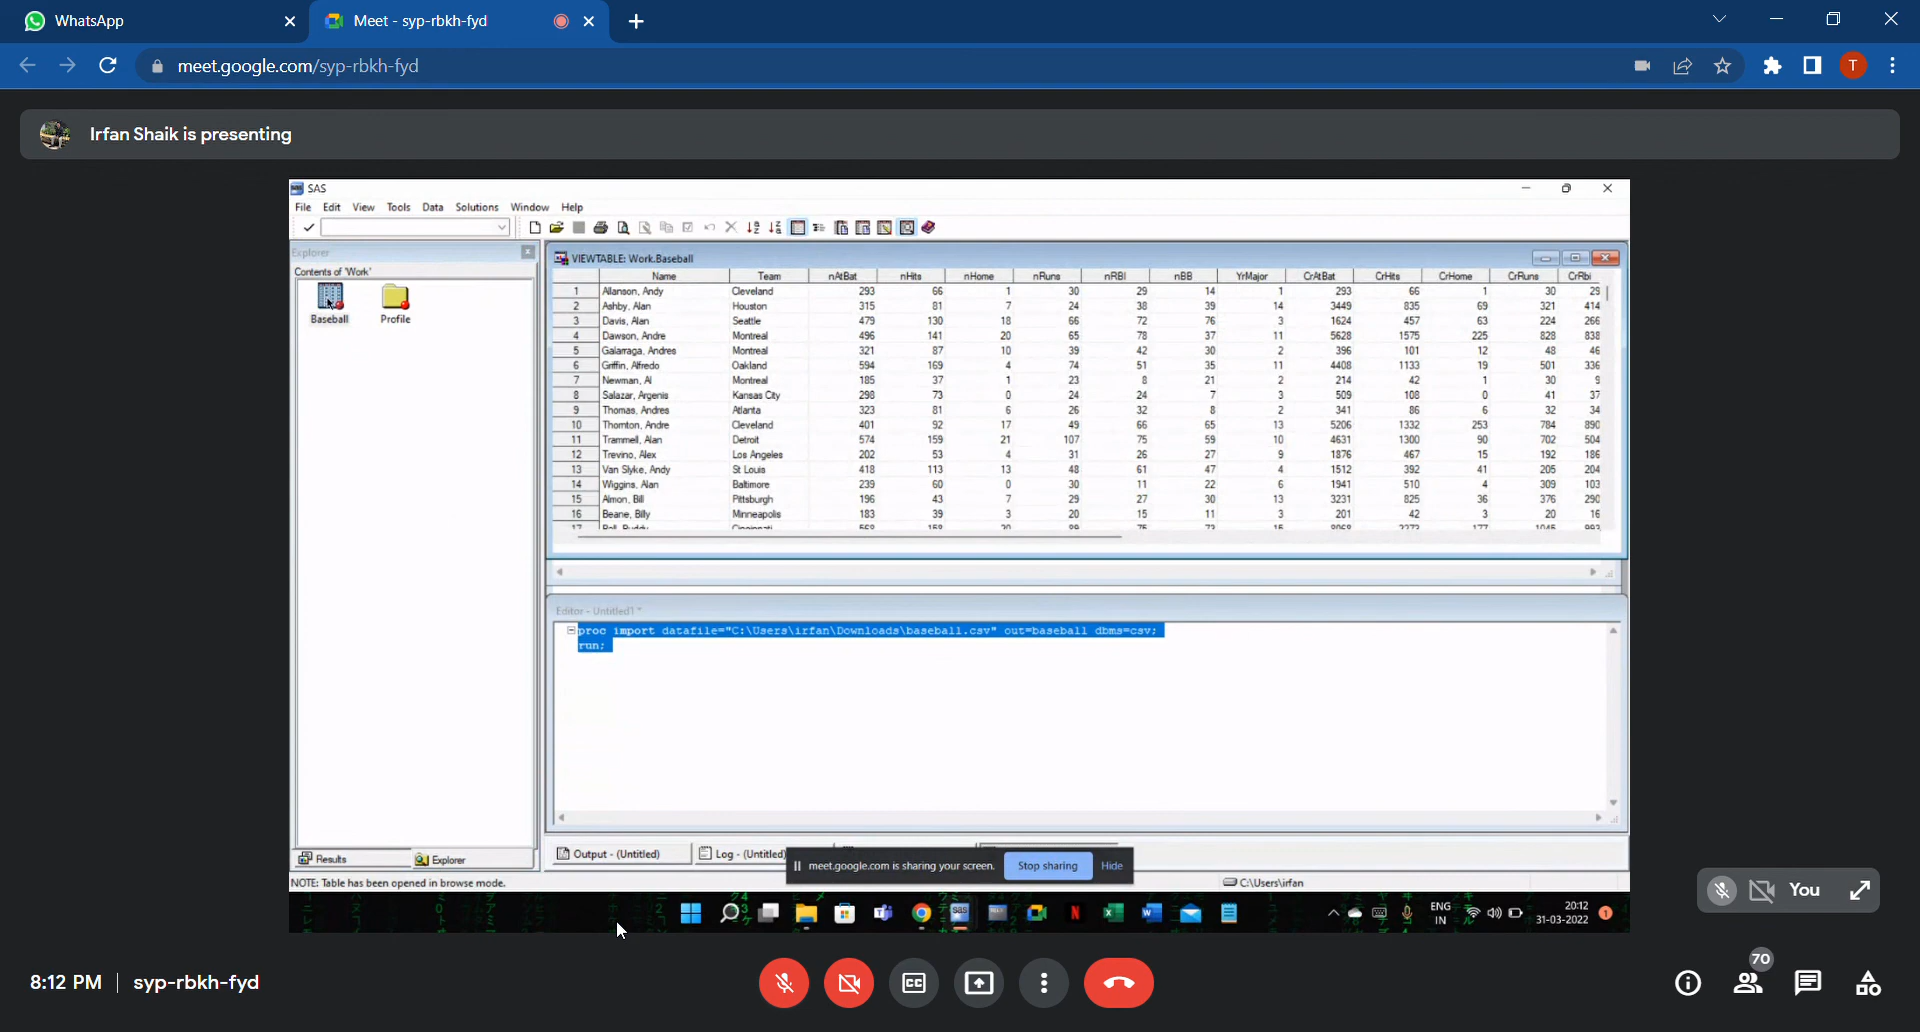 WhatsApp
Meet - syp-rbkh-fyd
meet.google.com/syp-rbkh-fyd
T
Irfan Shaik is presenting
SAS
File Edit View Tools Data Solutions Window Help
Explorer
Contents of 'Work'
Baseball Profile
VIEWTABLE: Work.Baseball
Name Team nAtBat nHits nHome nRuns nRBI nBB YrMajor CrAtBat CrHits CrHome CrRuns CrRbi
1 Allanson, Andy Cleveland 293 66 1 30 29 14 1 293 66 1 30 29
2 Ashby, Alan Houston 315 81 7 24 38 39 14 3449 835 69 321 414
3 Davis, Alan Seattle 479 130 18 66 72 76 3 1624 457 63 224 266
4 Dawson, Andre Montreal 496 141 20 65 78 37 11 5628 1575 225 828 838
5 Galarraga, Andres Montreal 321 87 10 39 42 30 2 396 101 12 48 46
6 Griffin, Alfredo Oakland 594 169 4 74 51 35 11 4408 1133 19 501 336
7 Newman, Al Montreal 185 37 1 23 8 21 2 214 42 1 30 9
8 Salazar, Argenis Kansas City 298 73 0 24 24 7 3 509 108 0 41 37
9 Thomas, Andres Atlanta 323 81 6 26 32 8 2 341 86 6 32 34
10 Thornton, Andre Cleveland 401 92 17 49 66 65 13 5206 1332 253 784 890
11 Trammell, Alan Detroit 574 159 21 107 75 59 10 4631 1300 90 702 504
12 Trevino, Alex Los Angeles 202 53 4 31 26 27 9 1876 467 15 192 186
13 Van Slyke, Andy St Louis 418 113 13 48 61 47 4 1512 392 41 205 204
14 Wiggins, Alan Baltimore 239 60 0 30 11 22 6 1941 510 4 309 103
15 Almon, Bill Pittsburgh 196 43 7 29 27 30 13 3231 825 36 376 290
16 Beane, Billy Minneapolis 183 39 3 20 15 11 3 201 42 3 20 16
Editor - Untitled1 *
proc import datafile="C:\Users\irfan\Downloads\baseball.csv" out=baseball dbms=csv;
run;
Results Explorer
Output - (Untitled) Log - (Untitled)
meet.google.com is sharing your screen. Stop sharing Hide
NOTE: Table has been opened in browse mode.
C:\Users\irfan
ENG
IN
20:12
31-03-2022
1
You
8:12 PM | syp-rbkh-fyd
70